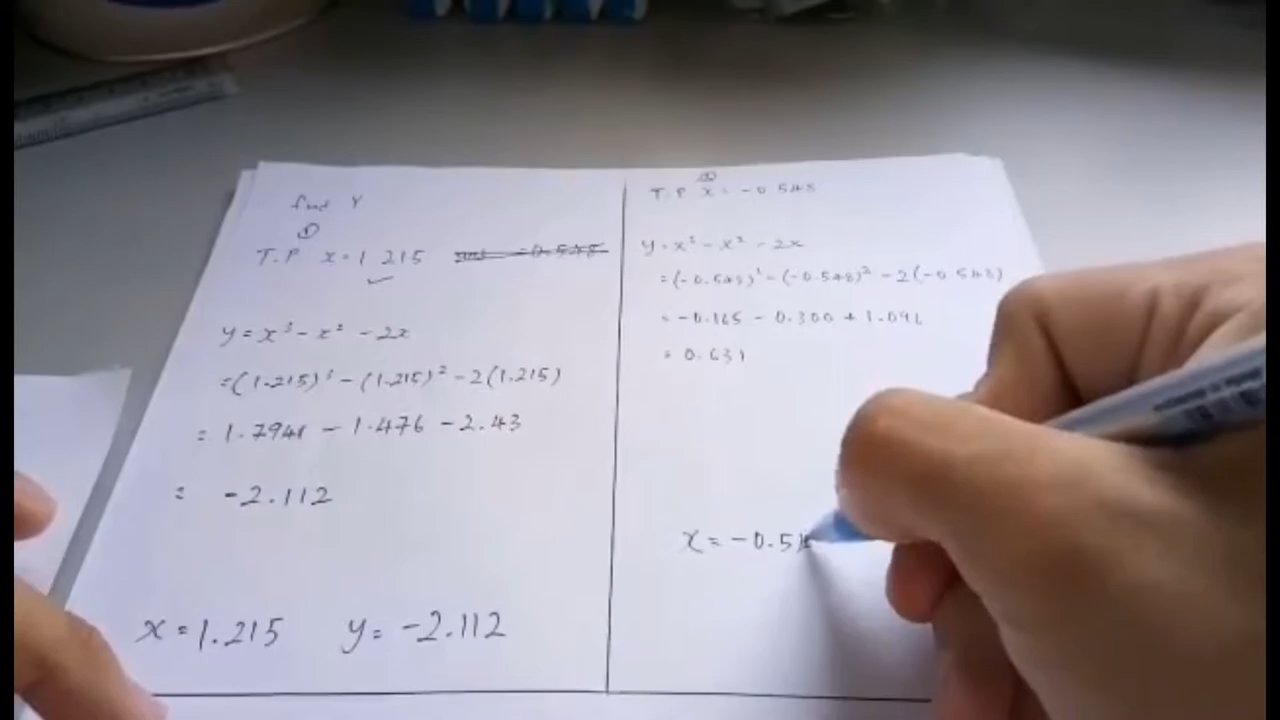 find Y
①
T.P x = 1.215
y = x³ - x² - 2x
= (1.215)³ - (1.215)² - 2(1.215)
= 1.7941 - 1.476 - 2.43
= -2.112
x = 1.215 y = -2.112
②
T.P x = -0.548
y = x³ - x² - 2x
= (-0.548)³ - (-0.548)² - 2(-0.548)
= -0.165 - 0.300 + 1.096
= 0.631
x = -0.5